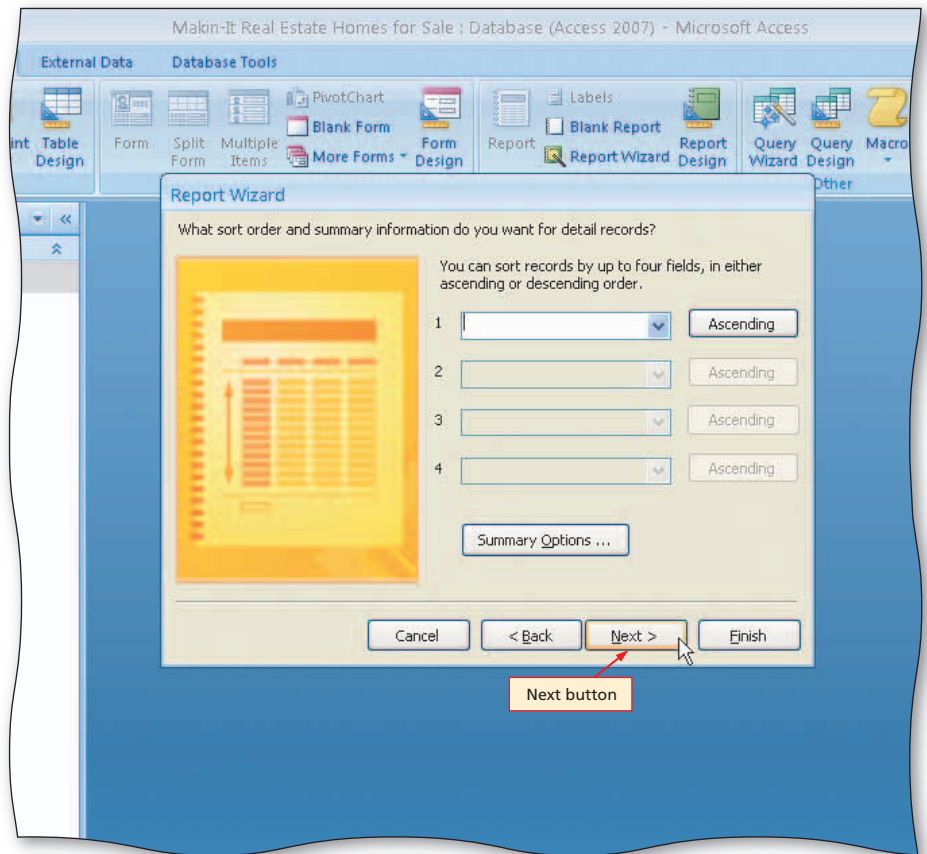 Makin-It Real Estate Homes for Sale : Database (Access 2007) - Microsoft Access
External Data Database Tools
int Table Design
Form
Split Form
Multiple Items
PivotChart
Blank Form
More Forms
Form Design
Report
Labels
Blank Report
Report Wizard
Report Design
Query Wizard
Query Design
Macro
Other
Report Wizard
What sort order and summary information do you want for detail records?
You can sort records by up to four fields, in either
ascending or descending order.
1 Ascending
2 Ascending
3 Ascending
4 Ascending
Summary Options ...
Cancel < Back Next > Finish
Next button